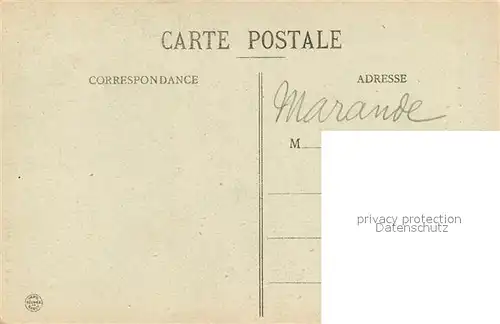 CARTE POSTALE
CORRESPONDANCE
ADRESSE
Marande
M
privacy protection
Datenschutz